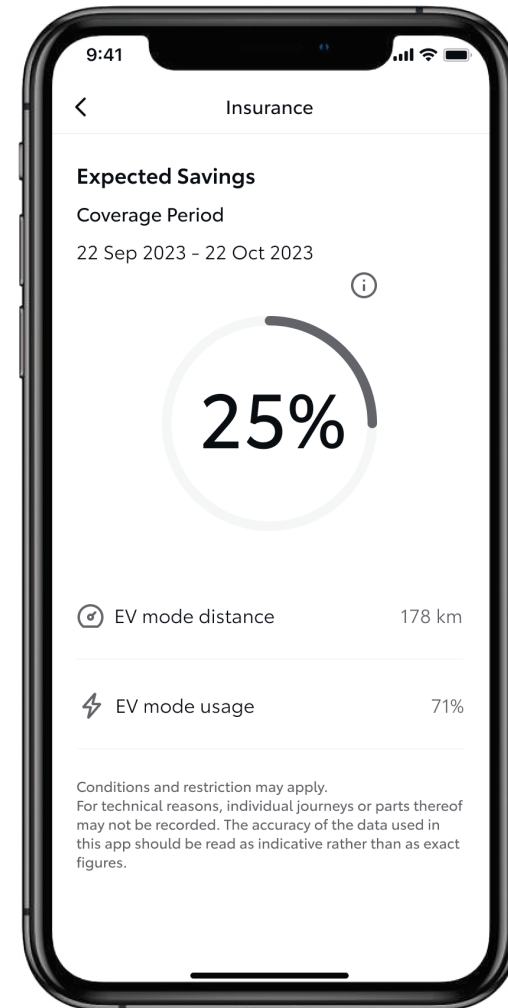 9:41
Insurance
Expected Savings
Coverage Period
22 Sep 2023 - 22 Oct 2023
25%
EV mode distance 178 km
EV mode usage 71%
Conditions and restriction may apply.
For technical reasons, individual journeys or parts thereof
may not be recorded. The accuracy of the data used in
this app should be read as indicative rather than as exact
figures.